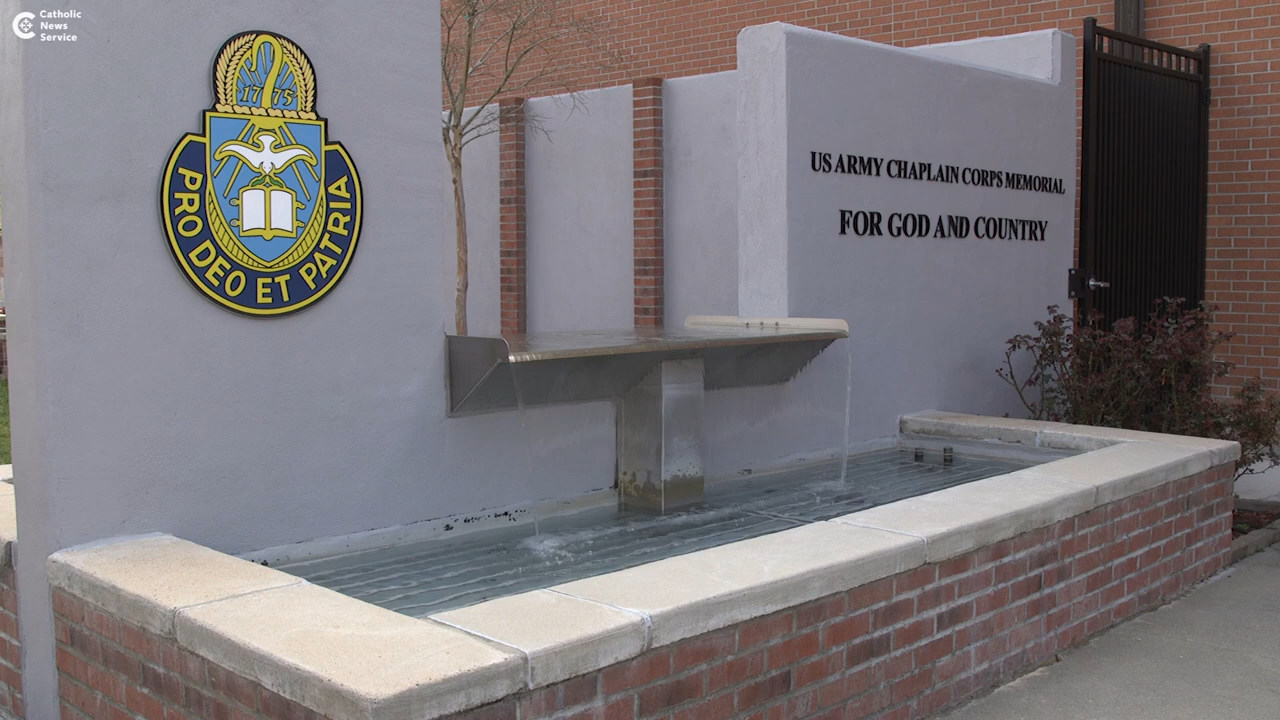 Catholic
News
Service
1775
PRO DEO ET PATRIA
US ARMY CHAPLAIN CORPS MEMORIAL
FOR GOD AND COUNTRY